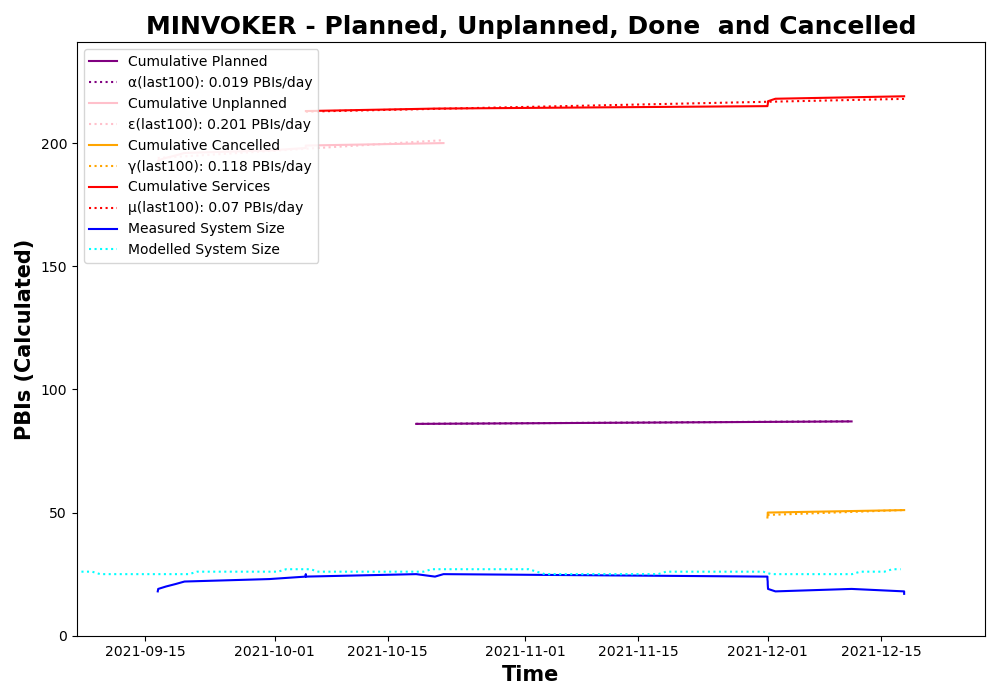 MINVOKER - Planned, Unplanned, Done  and Cancelled
Cumulative Planned
α(last100): 0.019 PBIs/day
Cumulative Unplanned
ε(last100): 0.201 PBIs/day
Cumulative Cancelled
γ(last100): 0.118 PBIs/day
Cumulative Services
μ(last100): 0.07 PBIs/day
Measured System Size
Modelled System Size
PBIs (Calculated)
200
150
100
50
0
2021-09-15 2021-10-01 2021-10-15 2021-11-01 2021-11-15 2021-12-01 2021-12-15
Time